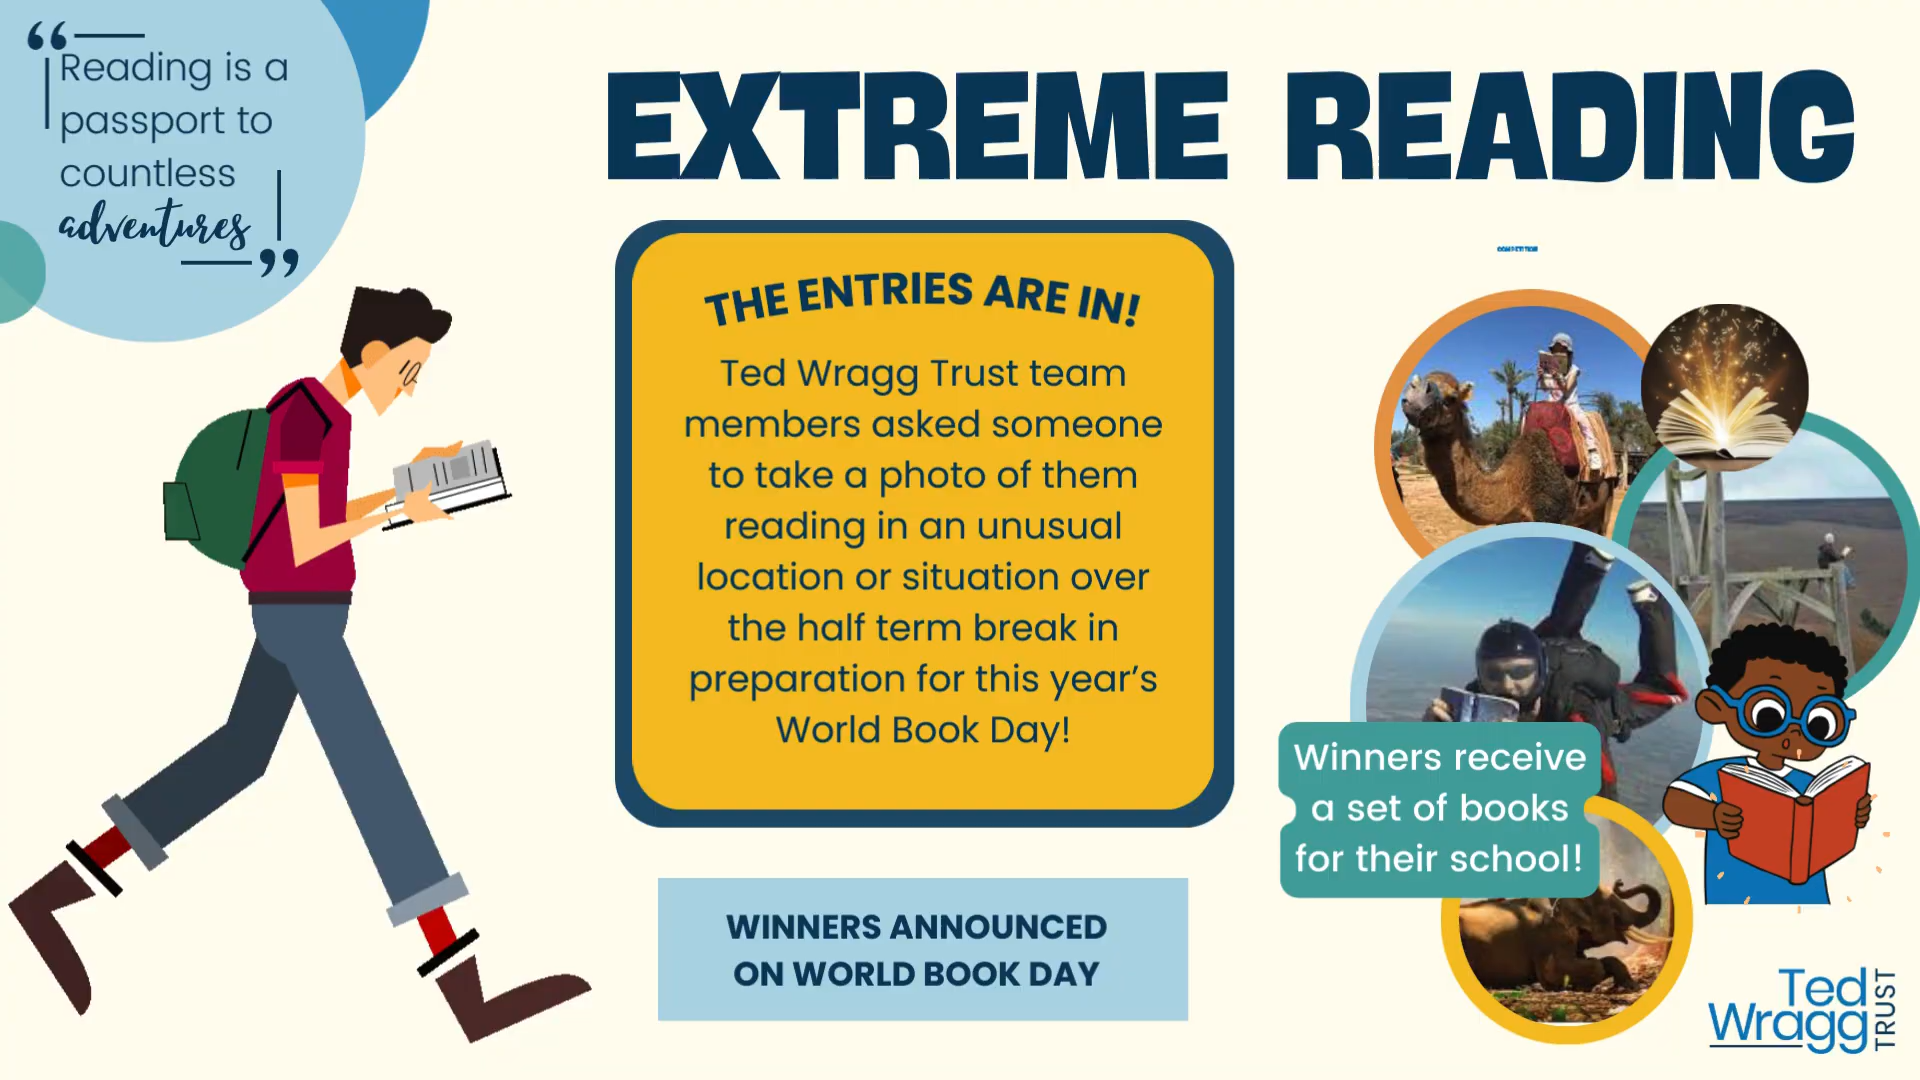 “Reading is a
passport to
countless
adventures”
EXTREME READING
COMPETITION
THE ENTRIES ARE IN!
Ted Wragg Trust team
members asked someone
to take a photo of them
reading in an unusual
location or situation over
the half term break in
preparation for this year’s
World Book Day!
WINNERS ANNOUNCED
ON WORLD BOOK DAY
Winners receive
a set of books
for their school!
Ted
Wragg
TRUST